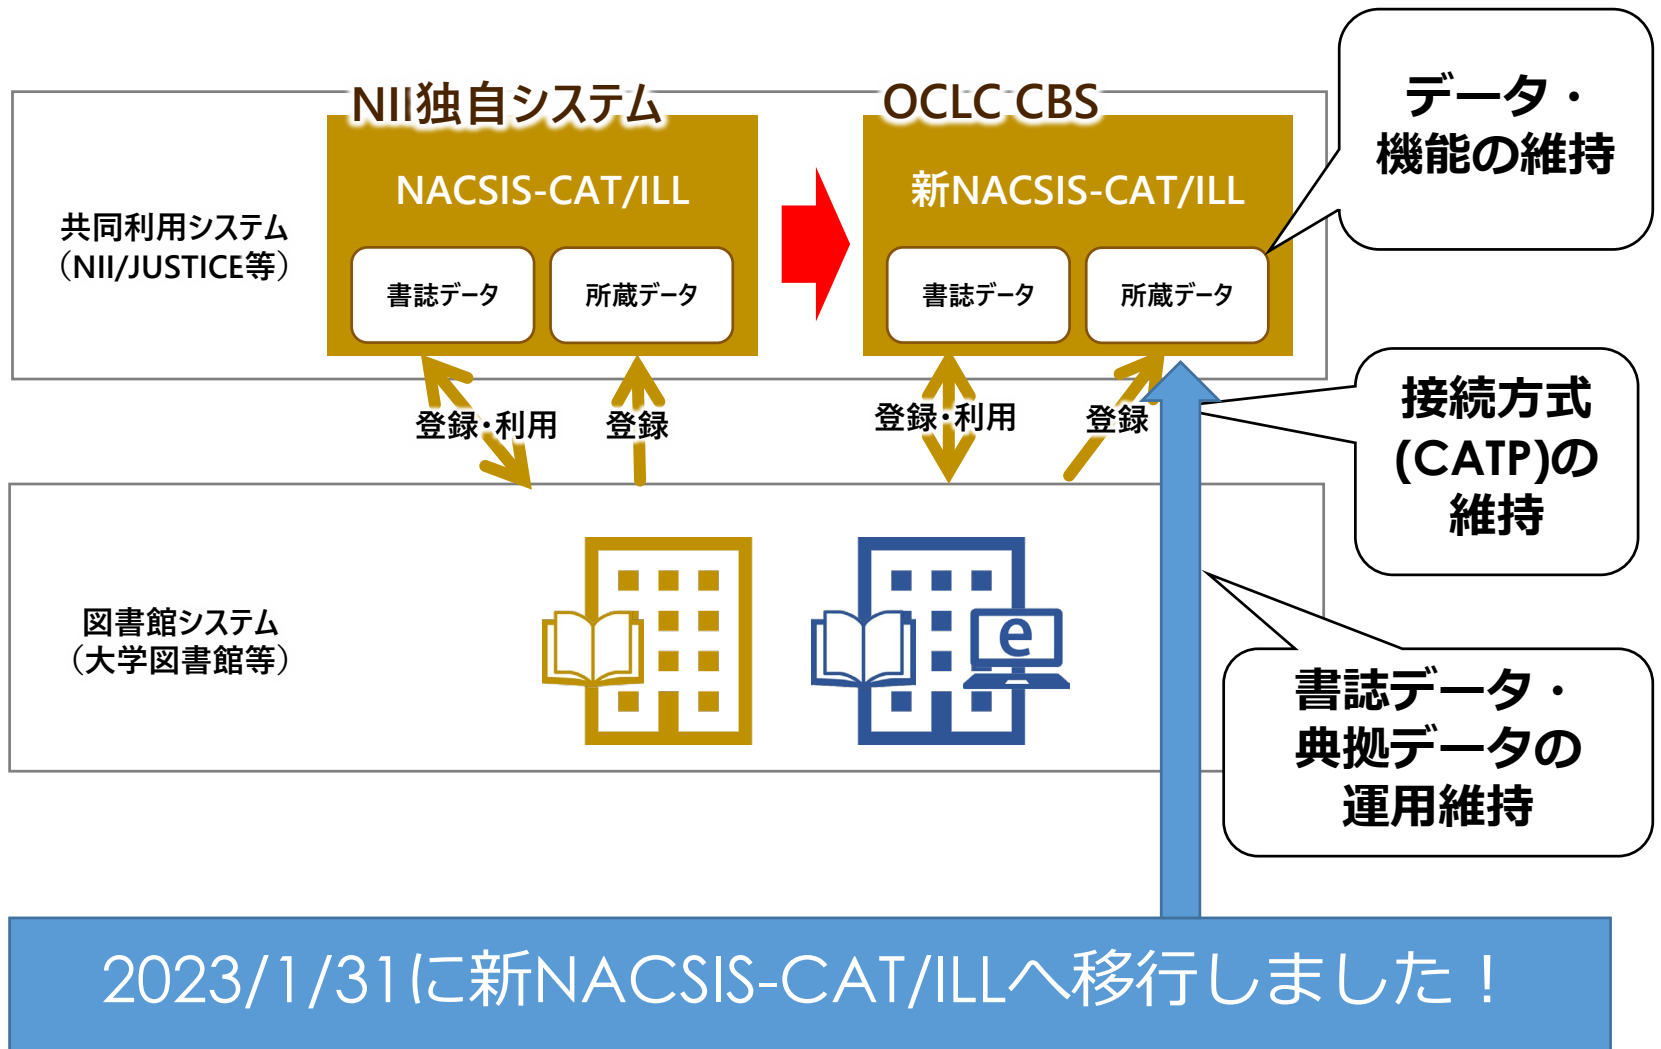 NII独自システム
OCLC CBS
データ・
機能の維持
NACSIS-CAT/ILL
新NACSIS-CAT/ILL
共同利用システム
（NII/JUSTICE等）
書誌データ
所蔵データ
書誌データ
所蔵データ
登録・利用
登録
登録・利用
登録
接続方式
(CATP)の
維持
図書館システム
（大学図書館等）
e
書誌データ・
典拠データの
運用維持
2023/1/31に新NACSIS-CAT/ILLへ移行しました！